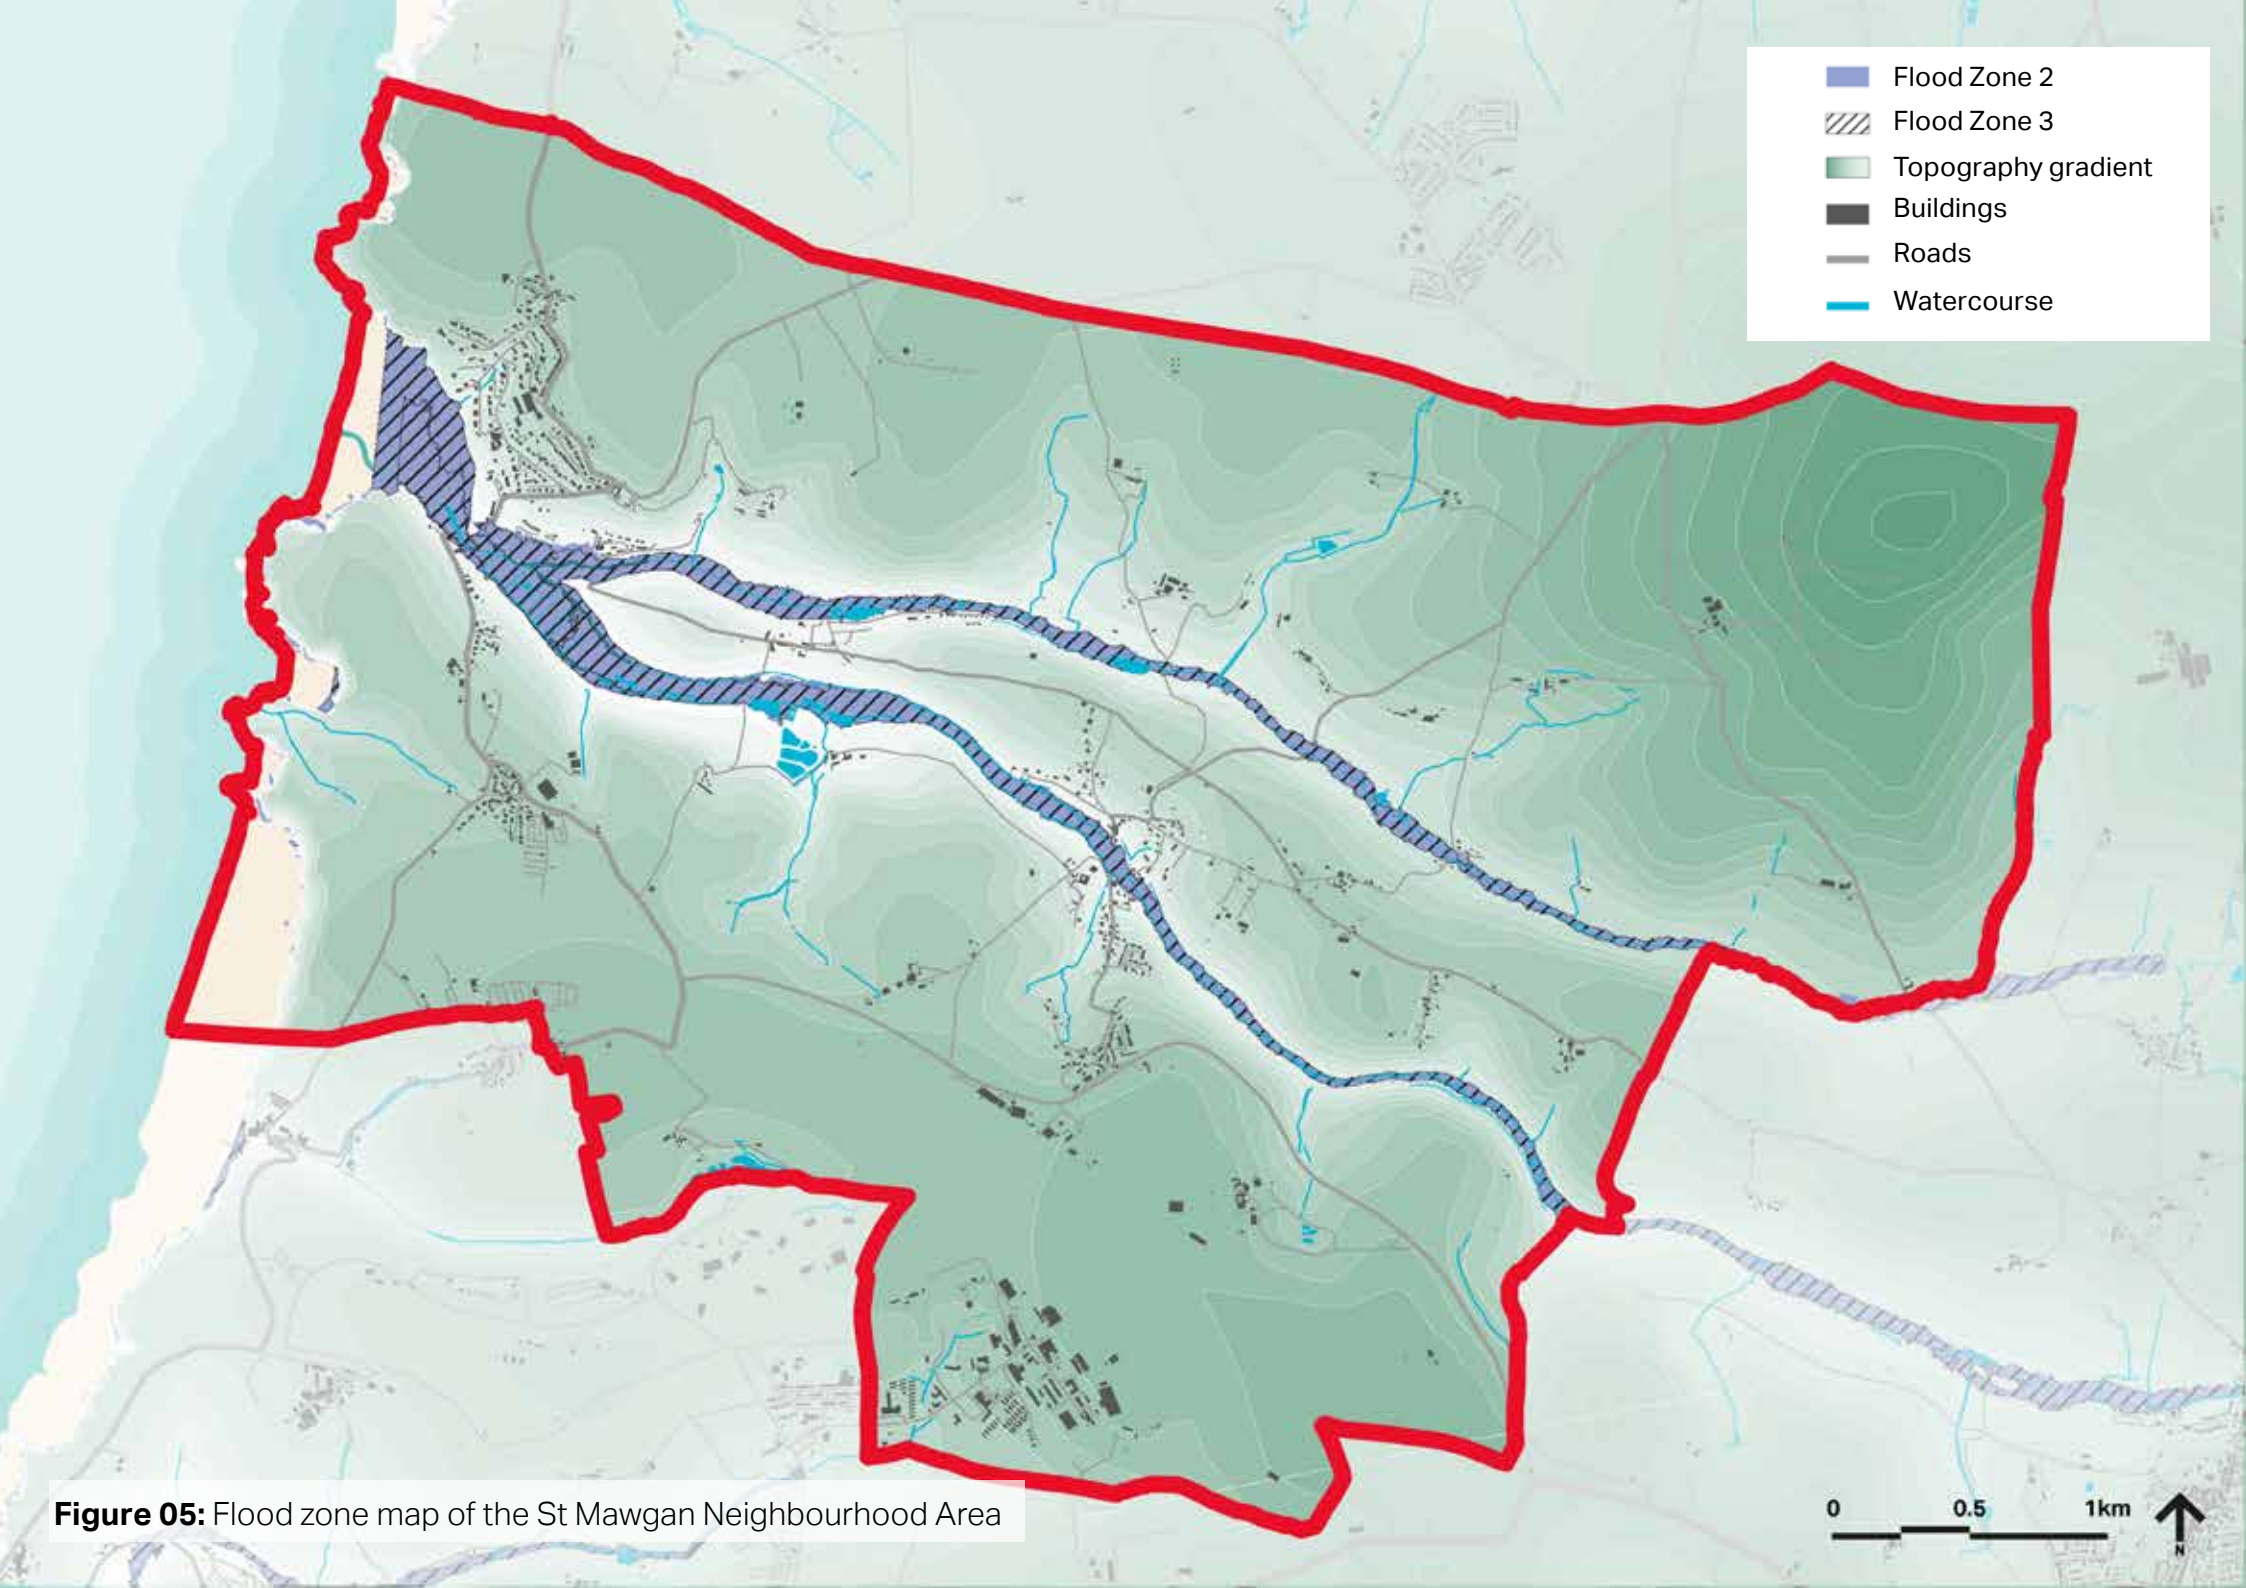 Flood Zone 2
Flood Zone 3
Topography gradient
Buildings
Roads
Watercourse
Figure 05: Flood zone map of the St Mawgan Neighbourhood Area
0 0.5 1km
N